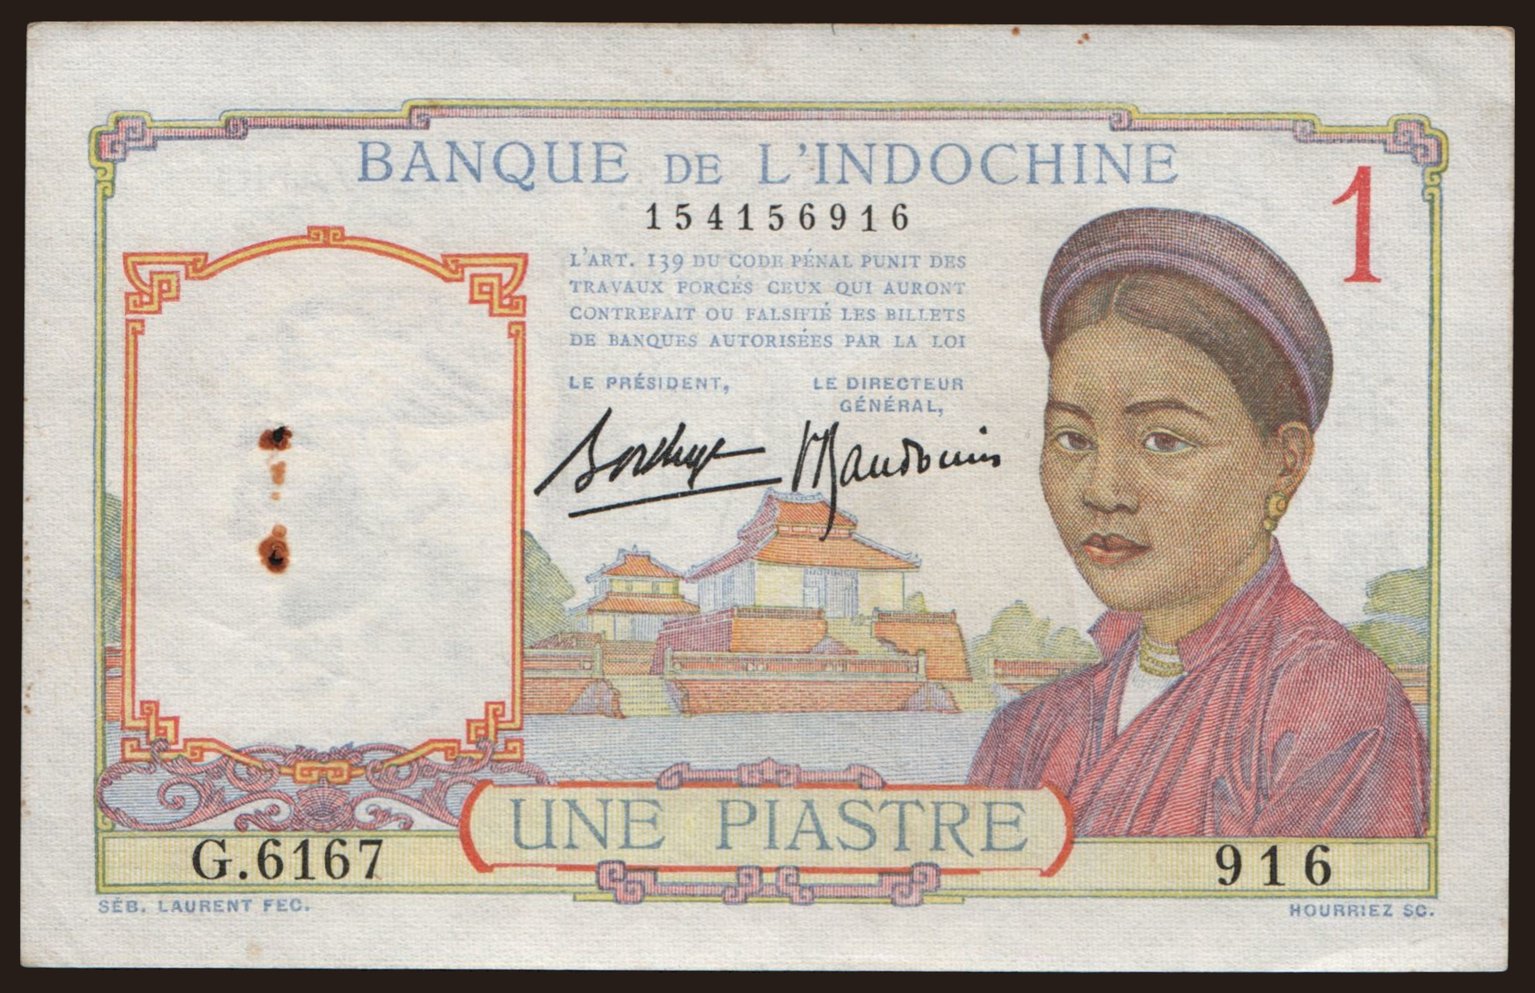 BANQUE DE L'INDOCHINE
154156916
1
L'ART. 139 DU CODE PÉNAL PUNIT DES
TRAVAUX FORCÉS CEUX QUI AURONT
CONTREFAIT OU FALSIFIÉ LES BILLETS
DE BANQUES AUTORISÉES PAR LA LOI
LE PRÉSIDENT,
LE DIRECTEUR
GÉNÉRAL,
UNE PIASTRE
G.6167
916
SÉB. LAURENT FEC.
HOURRIEZ SC.